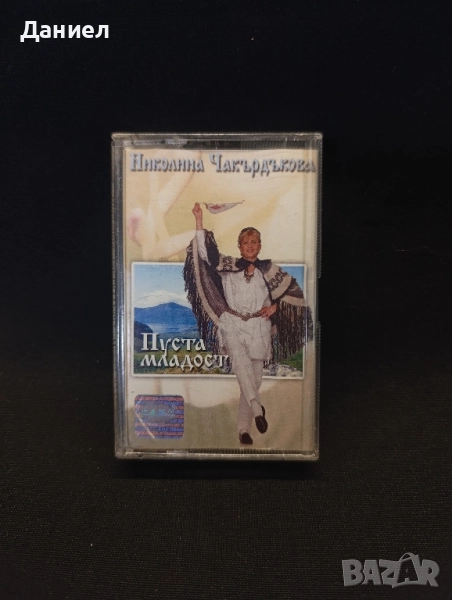 Даниел
Николина Чакърдъкова
Пуста
младост
BAZAR